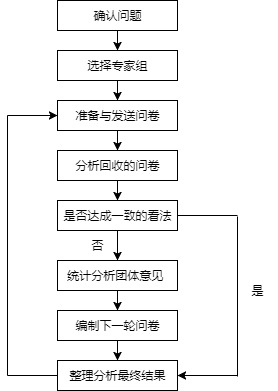 确认问题
选择专家组
准备与发送问卷
分析回收的问卷
是否达成一致的看法
否
统计分析团体意见
是
编制下一轮问卷
整理分析最终结果